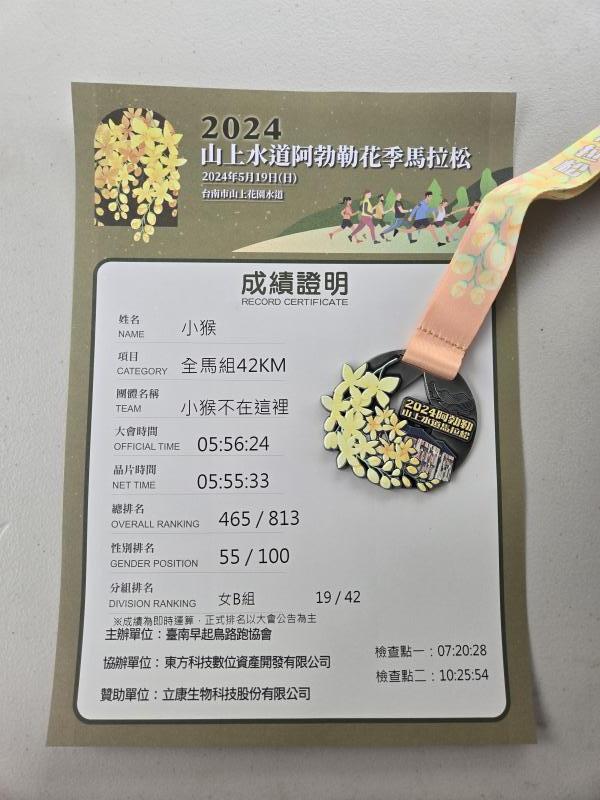 2024
山上水道阿勃勒花季馬拉松
2024年5月19日(日)
台南市山上花園水道
成績證明
RECORD CERTIFICATE
姓名
NAME
小猴
項目
CATEGORY
全馬組42KM
團體名稱
TEAM
小猴不在這裡
大會時間
OFFICIAL TIME
05:56:24
晶片時間
NET TIME
05:55:33
總排名
OVERALL RANKING
465 / 813
性別排名
GENDER POSITION
55 / 100
分組排名
DIVISION RANKING
女B組
19 / 42
※成績為即時運算，正式排名以大會公告為主
主辦單位：臺南早起鳥路跑協會
協辦單位：東方科技數位資產開發有限公司
贊助單位：立康生物科技股份有限公司
檢查點一：07:20:28
檢查點二：10:25:54
2024阿勃勒
山上水道馬拉松